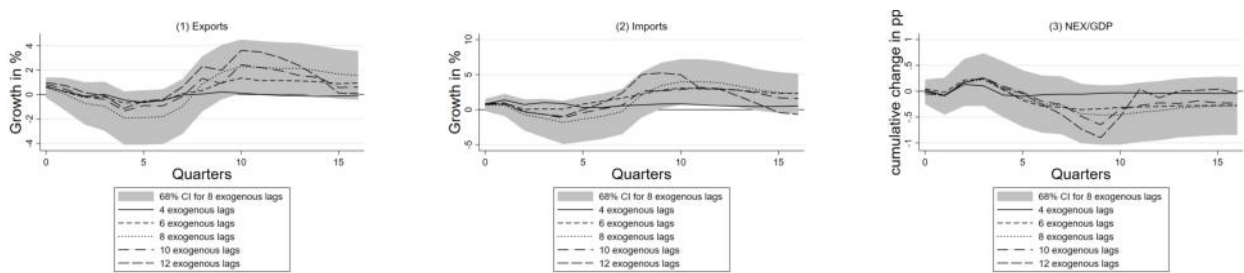 (1) Exports
Growth in %
4
2
0
-2
-4
0 5 10 15
Quarters
68% CI for 8 exogenous lags
4 exogenous lags
6 exogenous lags
8 exogenous lags
10 exogenous lags
12 exogenous lags
(2) Imports
Growth in %
10
5
0
-5
0 5 10 15
Quarters
68% CI for 8 exogenous lags
4 exogenous lags
6 exogenous lags
8 exogenous lags
10 exogenous lags
12 exogenous lags
(3) NEX/GDP
cumulative change in pp
1
.5
0
-.5
-1
0 5 10 15
Quarters
68% CI for 8 exogenous lags
4 exogenous lags
6 exogenous lags
8 exogenous lags
10 exogenous lags
12 exogenous lags